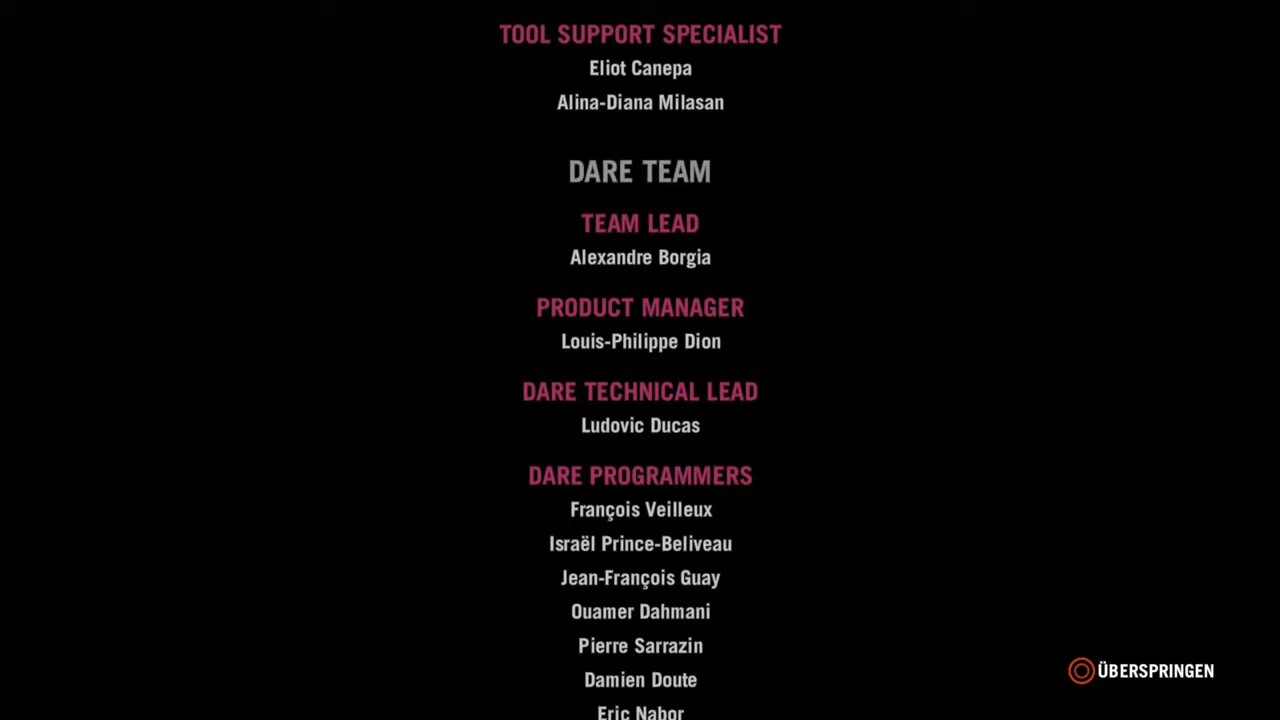 TOOL SUPPORT SPECIALIST
Eliot Canepa
Alina-Diana Milasan
DARE TEAM
TEAM LEAD
Alexandre Borgia
PRODUCT MANAGER
Louis-Philippe Dion
DARE TECHNICAL LEAD
Ludovic Ducas
DARE PROGRAMMERS
François Veilleux
Israël Prince-Beliveau
Jean-François Guay
Ouamer Dahmani
Pierre Sarrazin
Damien Doute
Eric Nabor
ÜBERSPRINGEN